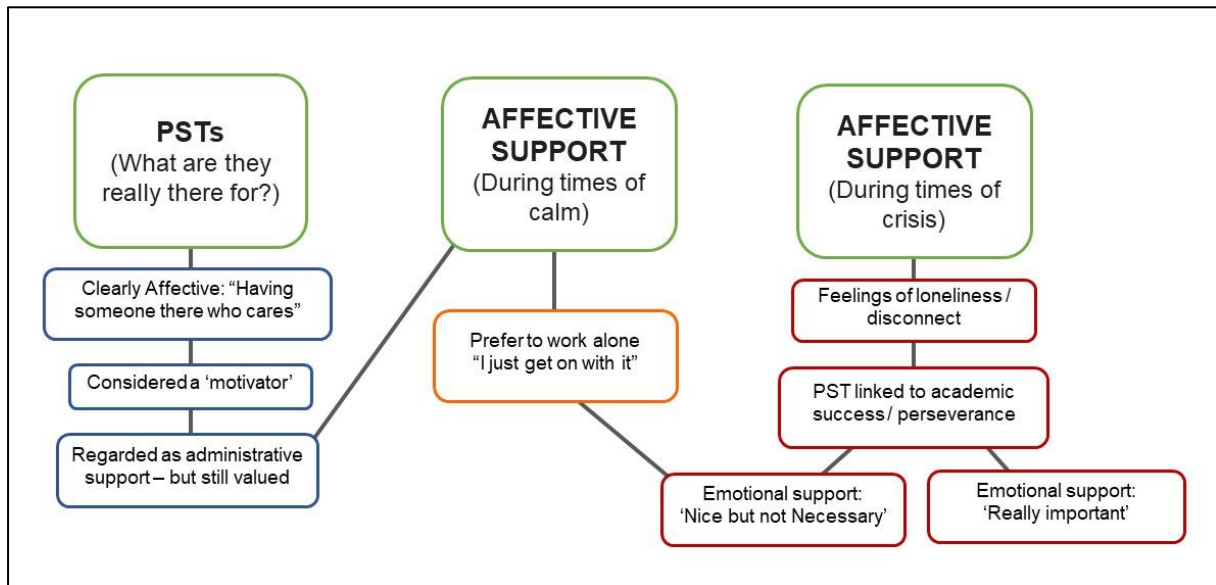 PSTs
(What are they
really there for?)
Clearly Affective: “Having
someone there who cares”
Considered a ‘motivator’
Regarded as administrative
support – but still valued
AFFECTIVE
SUPPORT
(During times of
calm)
Prefer to work alone
“I just get on with it”
AFFECTIVE
SUPPORT
(During times of
crisis)
Feelings of loneliness /
disconnect
PST linked to academic
success / perseverance
Emotional support:
‘Nice but not Necessary’
Emotional support:
‘Really important’